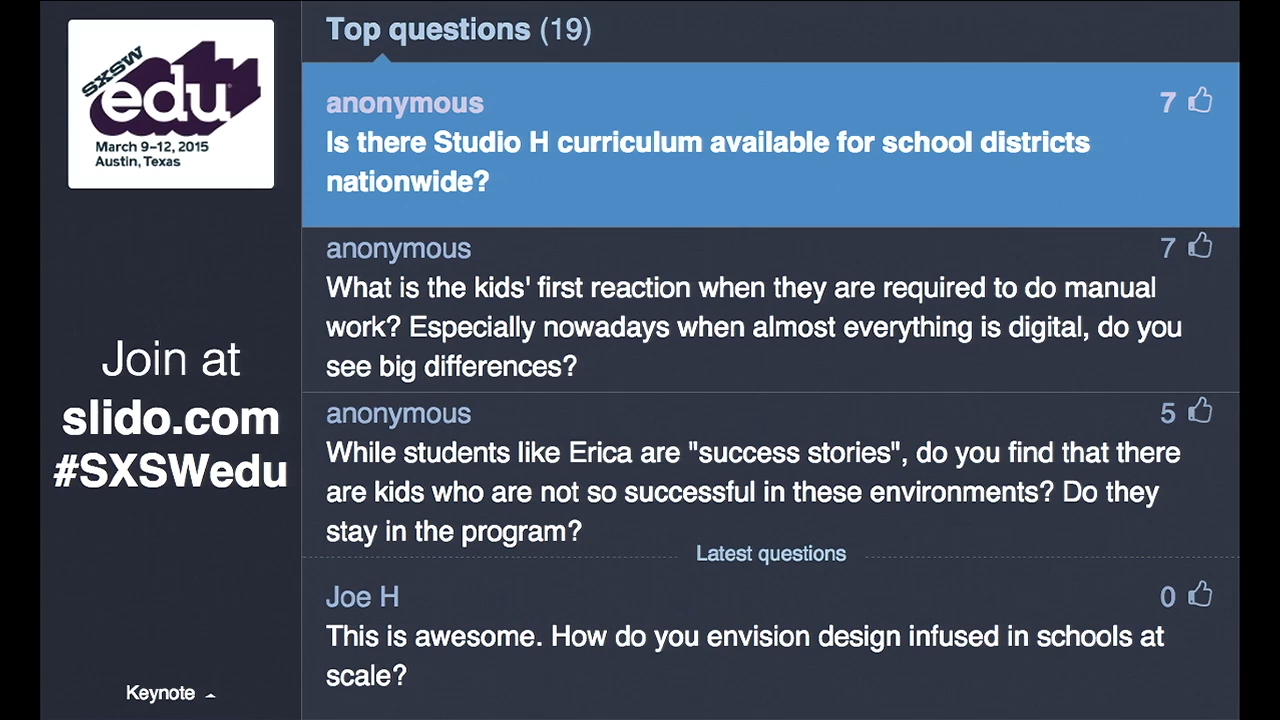 SXSW
edu
March 9–12, 2015
Austin, Texas
Join at
slido.com
#SXSWedu
Keynote
Top questions (19)
anonymous 7
Is there Studio H curriculum available for school districts
nationwide?
anonymous 7
What is the kids' first reaction when they are required to do manual
work? Especially nowadays when almost everything is digital, do you
see big differences?
anonymous 5
While students like Erica are "success stories", do you find that there
are kids who are not so successful in these environments? Do they
stay in the program?
Latest questions
Joe H 0
This is awesome. How do you envision design infused in schools at
scale?